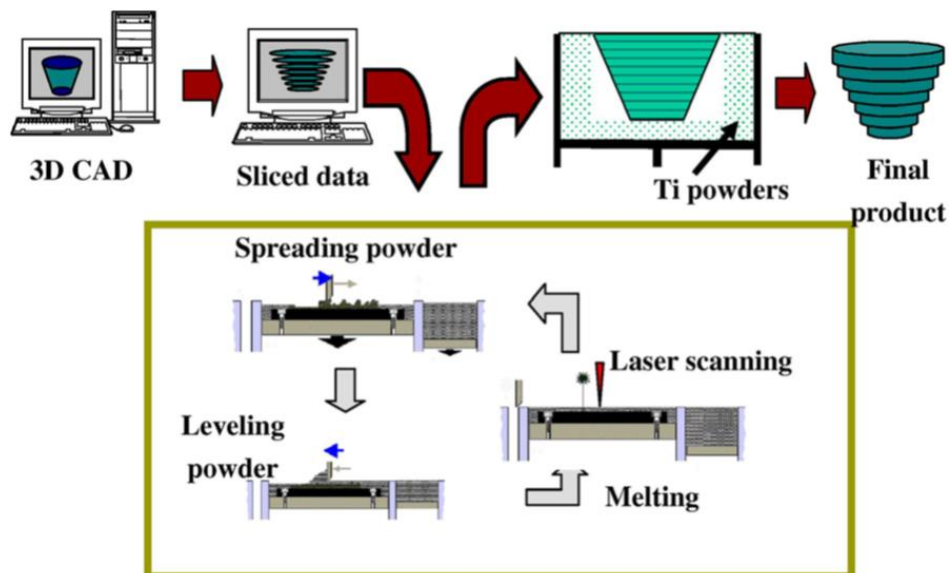 3D CAD
Sliced data
Ti powders
Final
product
Spreading powder
Laser scanning
Leveling
powder
Melting